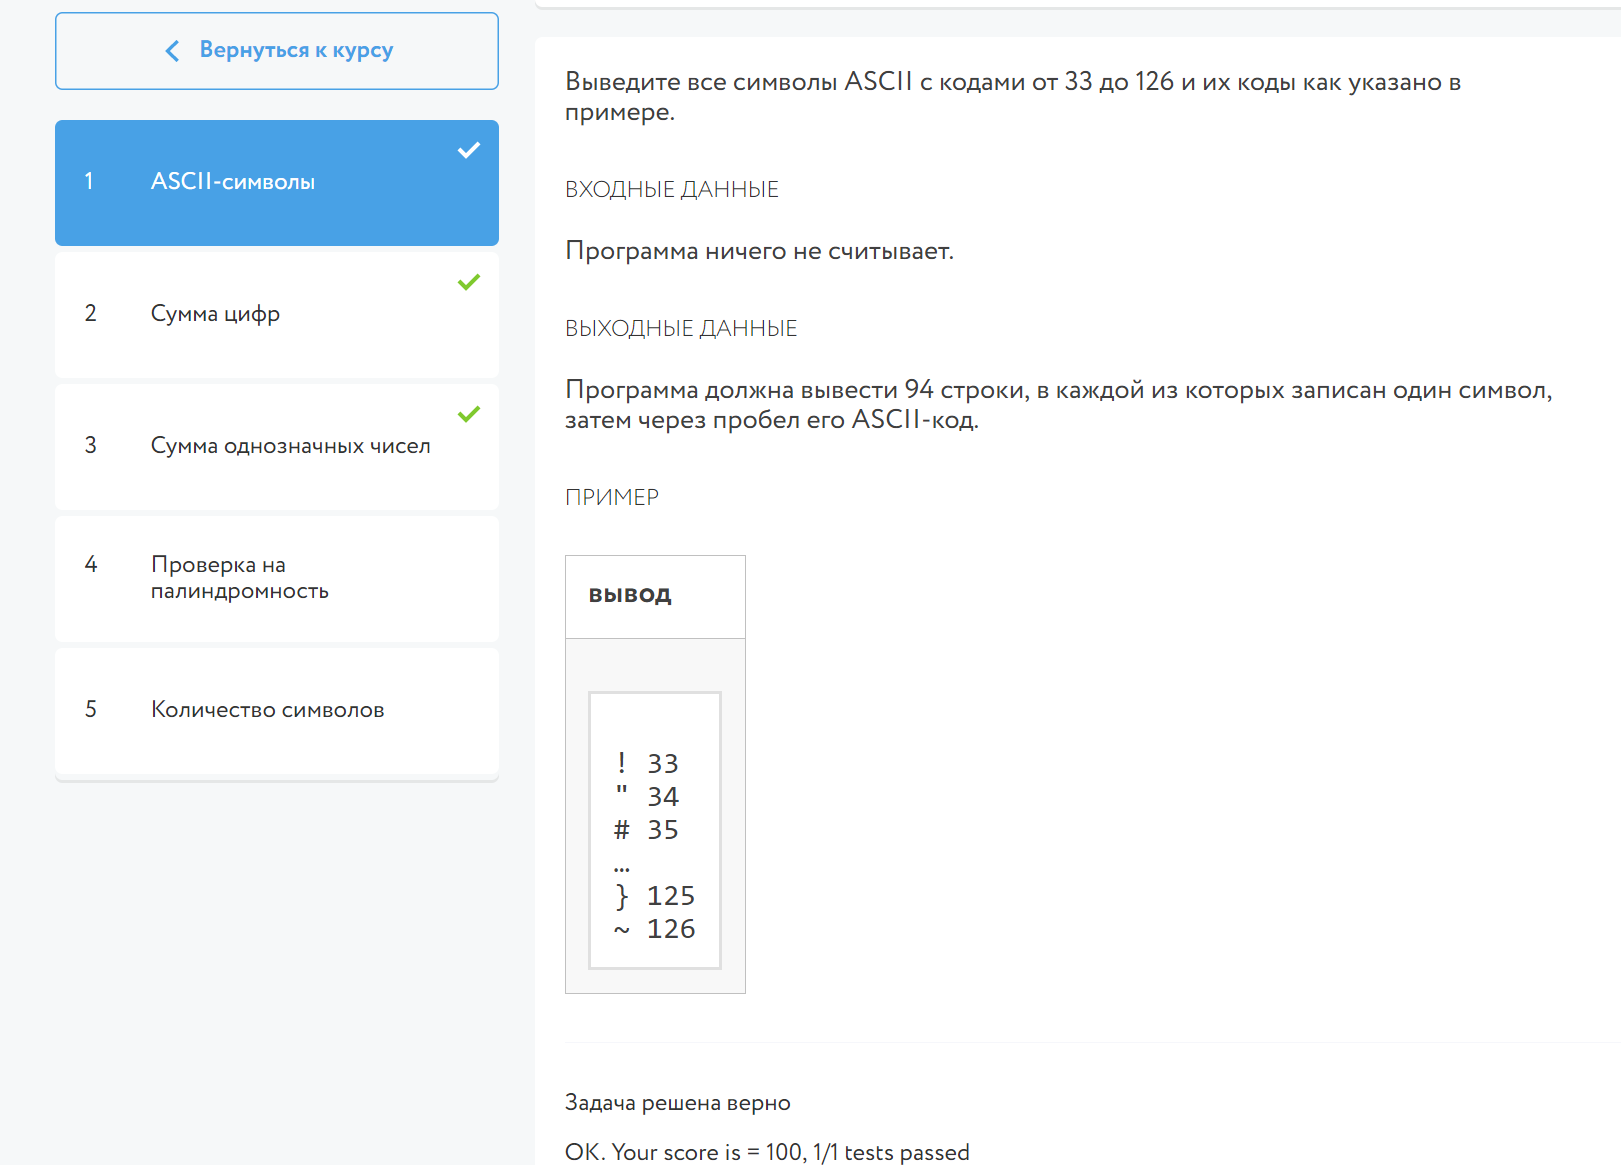 Вернуться к курсу
1 ASCII-символы
2 Сумма цифр
3 Сумма однозначных чисел
4 Проверка на
палиндромность
5 Количество символов
Выведите все символы ASCII с кодами от 33 до 126 и их коды как указано в
примере.
ВХОДНЫЕ ДАННЫЕ
Программа ничего не считывает.
ВЫХОДНЫЕ ДАННЫЕ
Программа должна вывести 94 строки, в каждой из которых записан один символ,
затем через пробел его ASCII-код.
ПРИМЕР
вывод
! 33
" 34
# 35
…
} 125
~ 126
Задача решена верно
OK. Your score is = 100, 1/1 tests passed